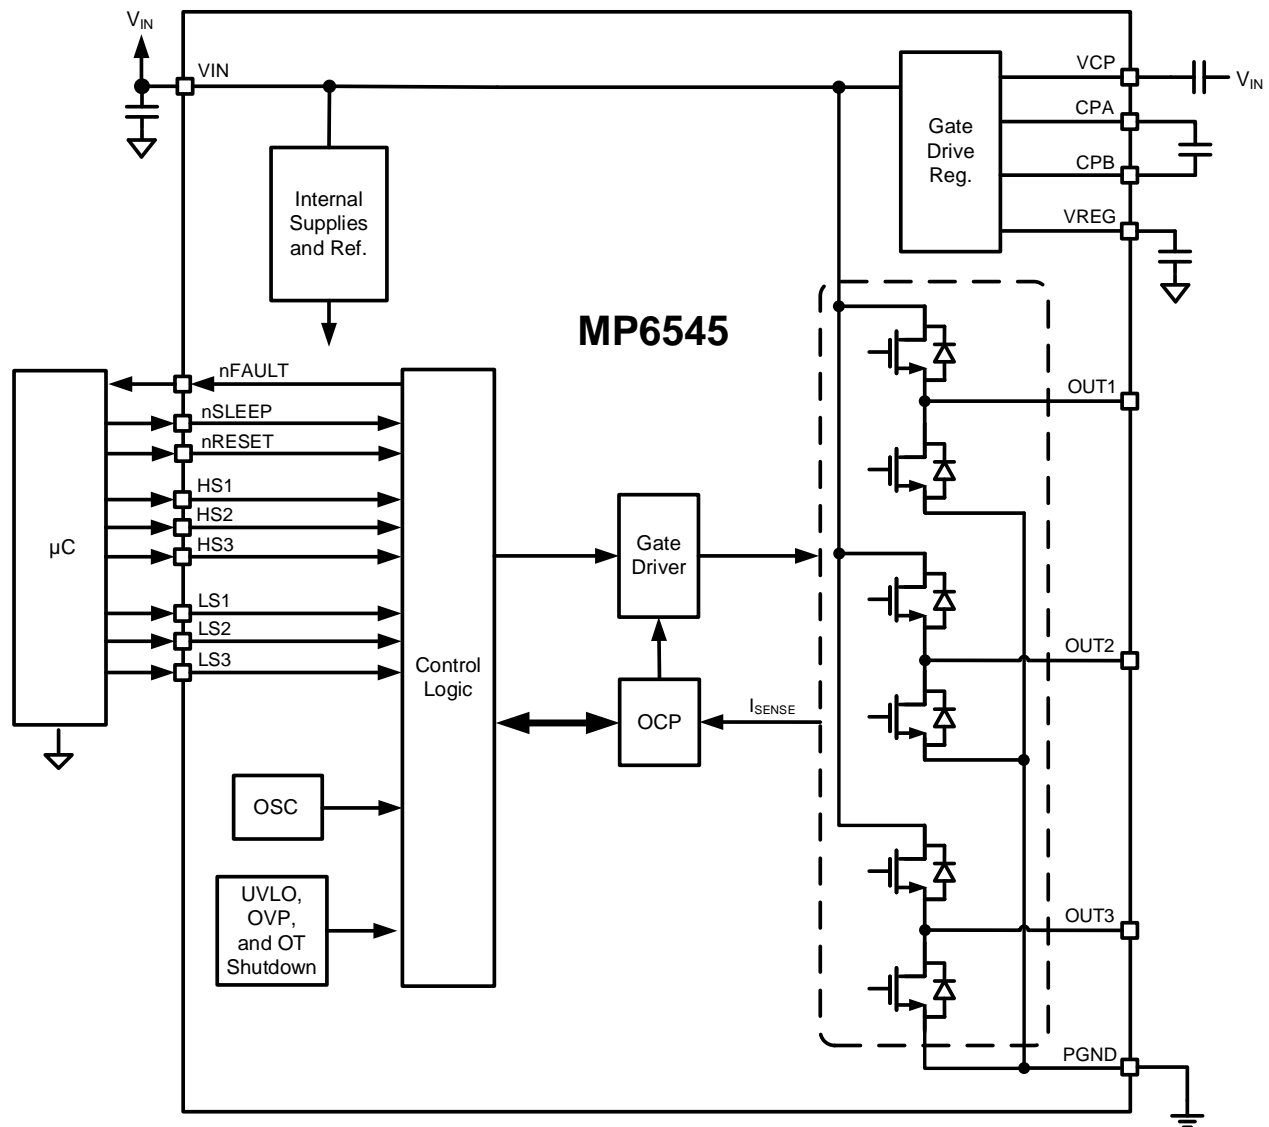 VIN
VIN
VCP
VIN
CPA
Gate
Drive
Reg.
CPB
VREG
Internal
Supplies
and Ref.
MP6545
nFAULT
nSLEEP
nRESET
HS1
HS2
HS3
LS1
LS2
LS3
µC
Control
Logic
Gate
Driver
OCP
ISENSE
OSC
UVLO,
OVP,
and OT
Shutdown
OUT1
OUT2
OUT3
PGND